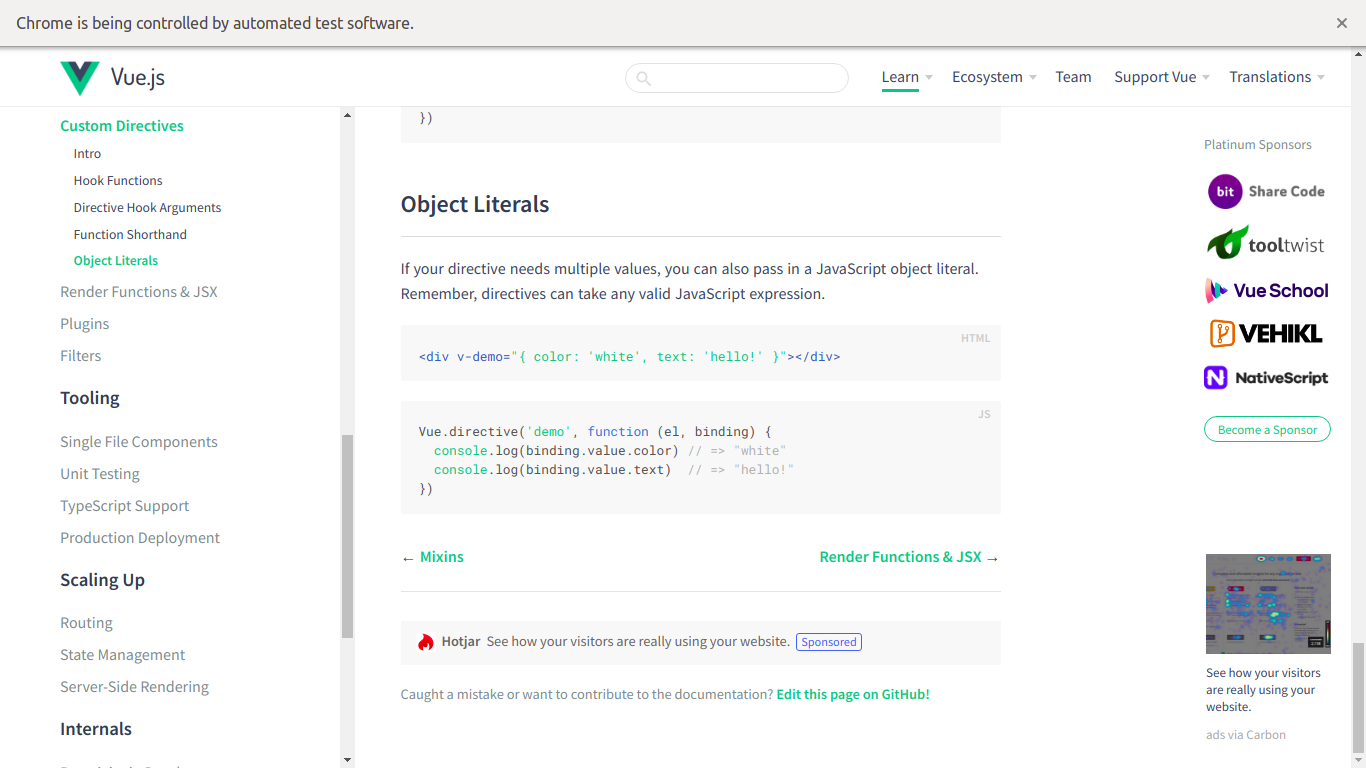 Chrome is being controlled by automated test software.
Vue.js
Learn
Ecosystem
Team
Support Vue
Translations
Custom Directives
Intro
Hook Functions
Directive Hook Arguments
Function Shorthand
Object Literals
Render Functions & JSX
Plugins
Filters
Tooling
Single File Components
Unit Testing
TypeScript Support
Production Deployment
Scaling Up
Routing
State Management
Server-Side Rendering
Internals
})
Object Literals
If your directive needs multiple values, you can also pass in a JavaScript object literal.
Remember, directives can take any valid JavaScript expression.
HTML
<div v-demo="{ color: 'white', text: 'hello!' }"></div>
JS
Vue.directive('demo', function (el, binding) {
  console.log(binding.value.color) // => "white"
  console.log(binding.value.text)  // => "hello!"
})
← Mixins
Render Functions & JSX →
Hotjar See how your visitors are really using your website. Sponsored
Caught a mistake or want to contribute to the documentation? Edit this page on GitHub!
Platinum Sponsors
bit Share Code
tooltwist
Vue School
VEHIKL
NativeScript
Become a Sponsor
See how your visitors
are really using your
website.
ads via Carbon